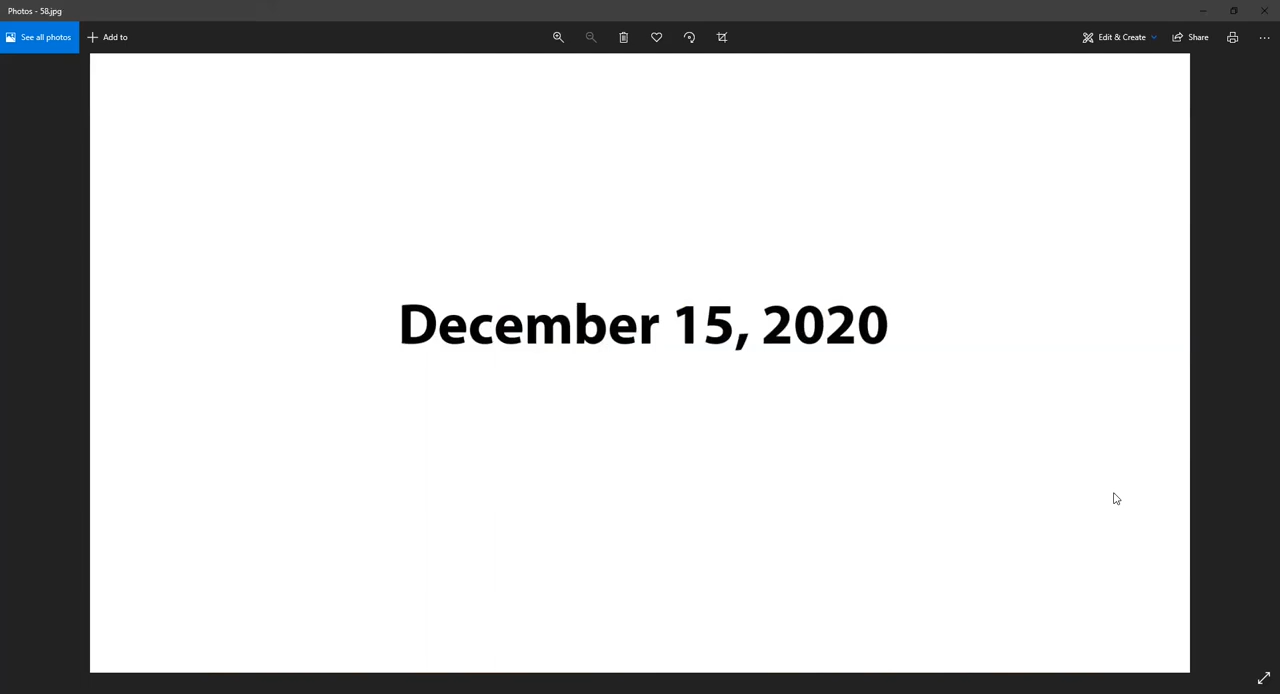 Photos - 58.jpg
See all photos
Add to
Edit & Create
Share
December 15, 2020